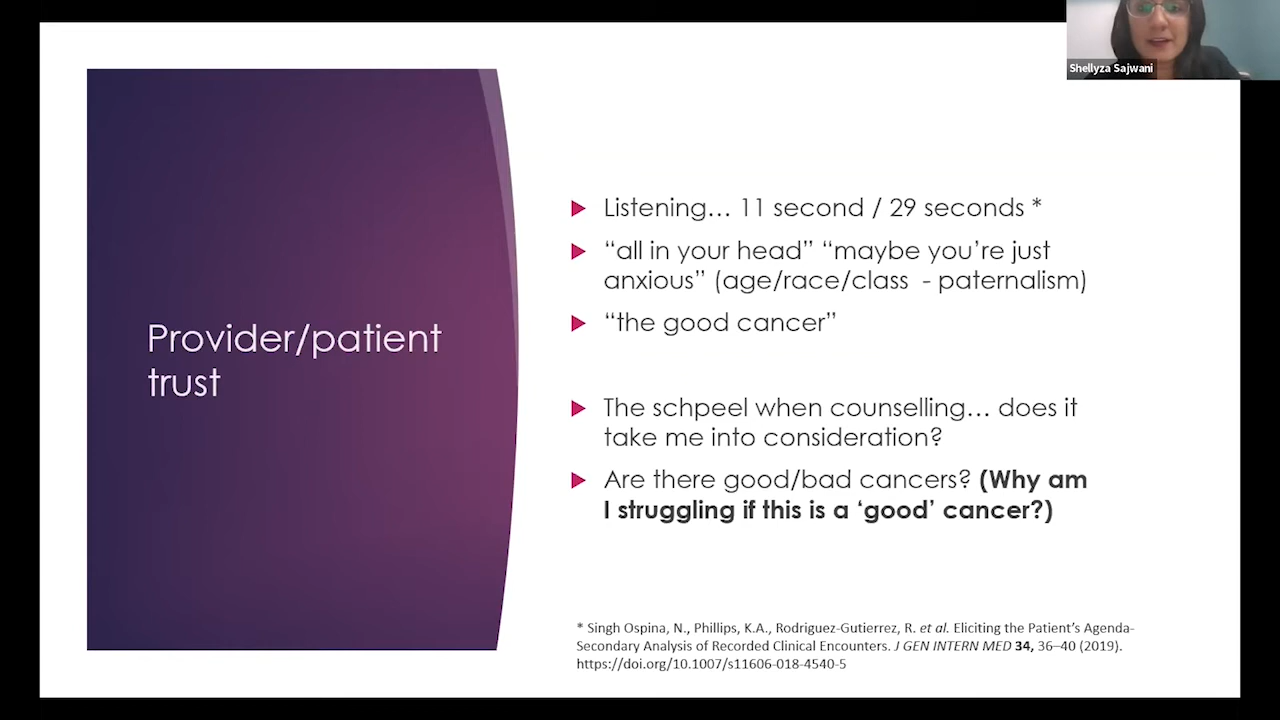 Shellyza Sajwani
Provider/patient
trust
Listening… 11 second / 29 seconds *
“all in your head” “maybe you’re just
anxious” (age/race/class - paternalism)
“the good cancer”
The schpeel when counselling… does it
take me into consideration?
Are there good/bad cancers? (Why am
I struggling if this is a ‘good’ cancer?)
* Singh Ospina, N., Phillips, K.A., Rodriguez-Gutierrez, R. et al. Eliciting the Patient’s Agenda-
Secondary Analysis of Recorded Clinical Encounters. J GEN INTERN MED 34, 36–40 (2019).
https://doi.org/10.1007/s11606-018-4540-5